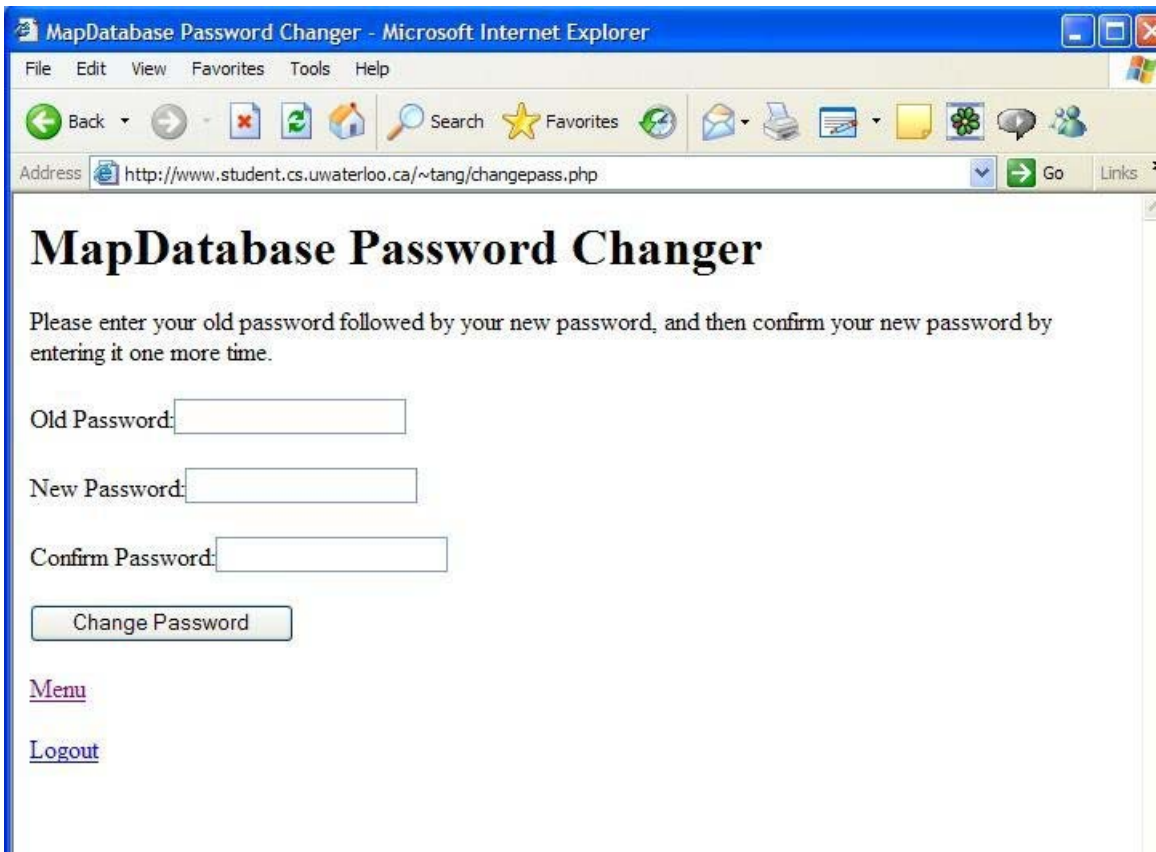 MapDatabase Password Changer - Microsoft Internet Explorer
File Edit View Favorites Tools Help
Back Search Favorites
Address http://www.student.cs.uwaterloo.ca/~tang/changepass.php Go Links
MapDatabase Password Changer
Please enter your old password followed by your new password, and then confirm your new password by
entering it one more time.
Old Password:
New Password:
Confirm Password:
Change Password
Menu
Logout